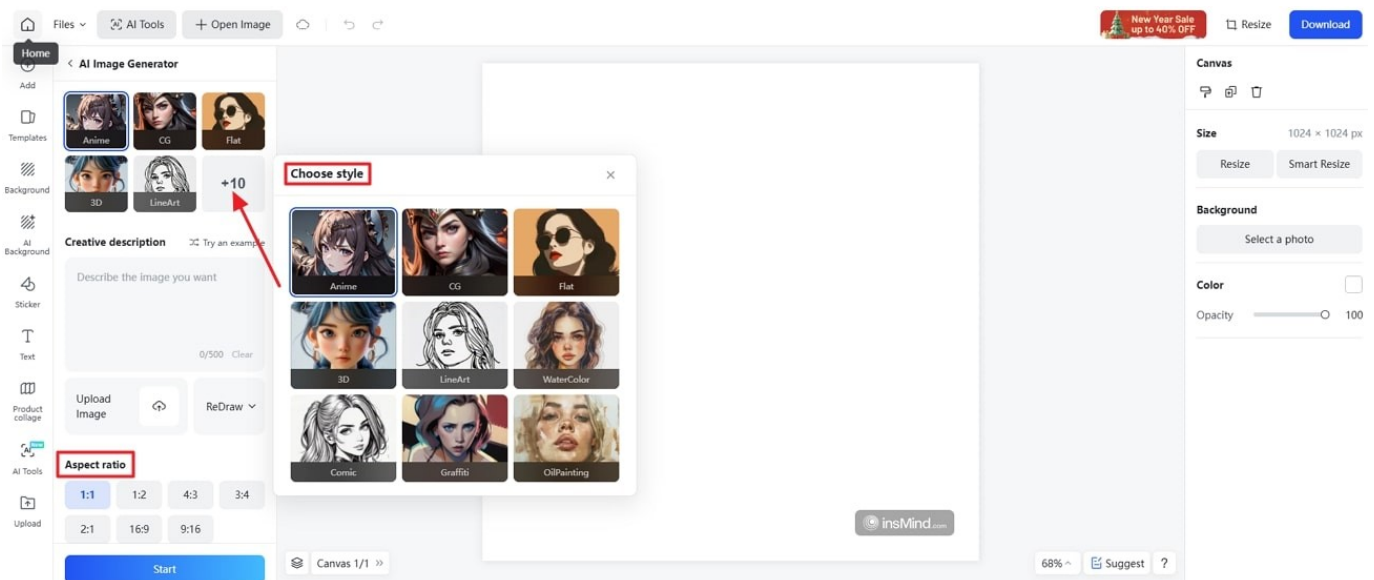 Files
AI Tools
Open Image
New Year Sale
up to 40% OFF
Resize
Download
Home
Add
Templates
Background
AI
Background
Sticker
Text
Product
collage
New
AI Tools
Upload
AI Image Generator
Anime
CG
Flat
3D
LineArt
+10
Creative description
Try an example
Describe the image you want
0/500 Clear
Upload
Image
ReDraw
Aspect ratio
1:1
1:2
4:3
3:4
2:1
16:9
9:16
Start
Choose style
Anime
CG
Flat
3D
LineArt
WaterColor
Comic
Graffiti
OilPainting
insMind.com
Canvas 1/1
68%
Suggest
?
Canvas
Size
1024 × 1024 px
Resize
Smart Resize
Background
Select a photo
Color
Opacity
100